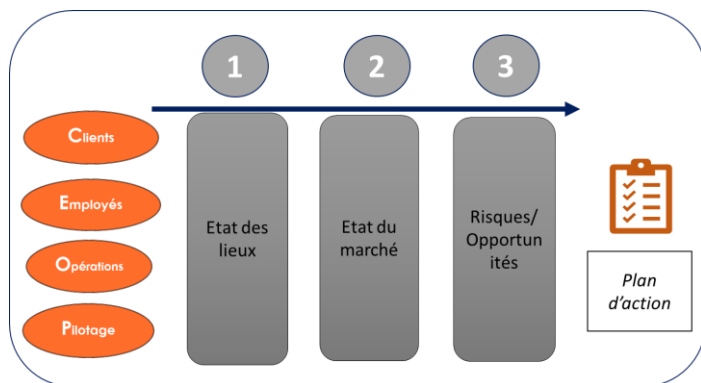 1
2
3
Clients
Employés
Opérations
Pilotage
Etat des
lieux
Etat du
marché
Risques/
Opportun
ités
Plan
d'action